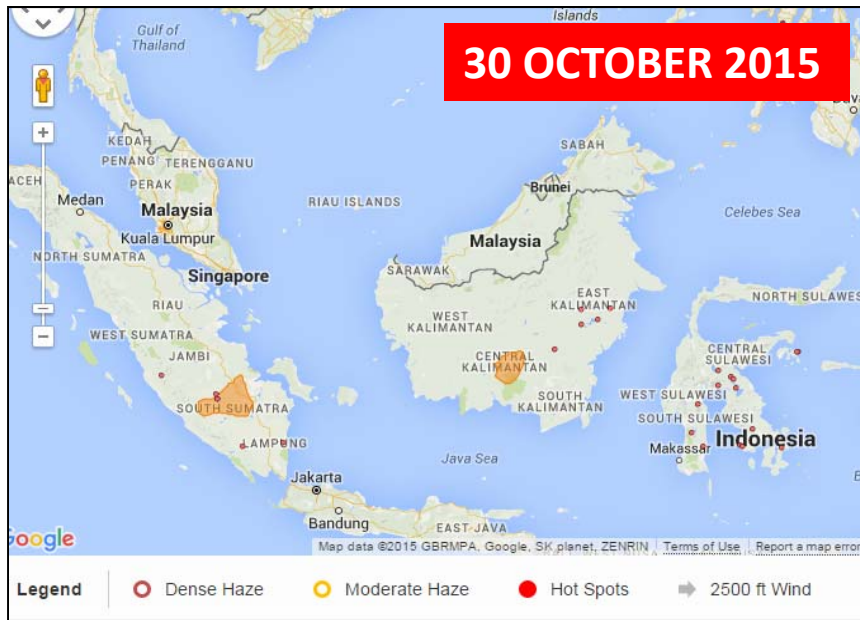 Gulf of
Thailand
Islands
30 OCTOBER 2015
KEDAH
PENANG
TERENGGANU
PERAK
ACEH
Medan
Malaysia
Kuala Lumpur
RIAU ISLANDS
SABAH
Brunei
Celebes Sea
Malaysia
NORTH SUMATRA
Singapore
SARAWAK
RIAU
WEST
KALIMANTAN
EAST
KALIMANTAN
NORTH SULAWES
WEST SUMATRA
JAMBI
CENTRAL
KALIMANTAN
CENTRAL
SULAWESI
SOUTH SUMATRA
SOUTH
KALIMANTAN
WEST SULAWESI
SOUTH SULAWESI
LAMPUNG
Makassar
Indonesia
Java Sea
Jakarta
Bandung
EAST JAVA
Google
Map data ©2015 GBRMPA, Google, SK planet, ZENRIN
Terms of Use
Report a map error
Legend
Dense Haze
Moderate Haze
Hot Spots
2500 ft Wind